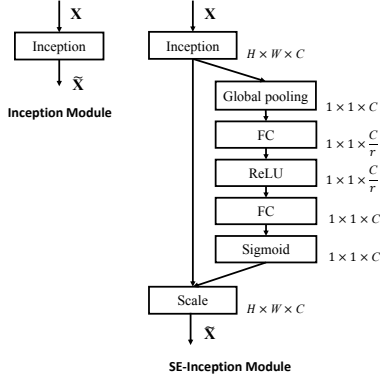 X
Inception
X̃
Inception Module
X
Inception
H × W × C
Global pooling
1 × 1 × C
FC
1 × 1 × C/r
ReLU
1 × 1 × C/r
FC
1 × 1 × C
Sigmoid
1 × 1 × C
Scale
H × W × C
X̃
SE-Inception Module